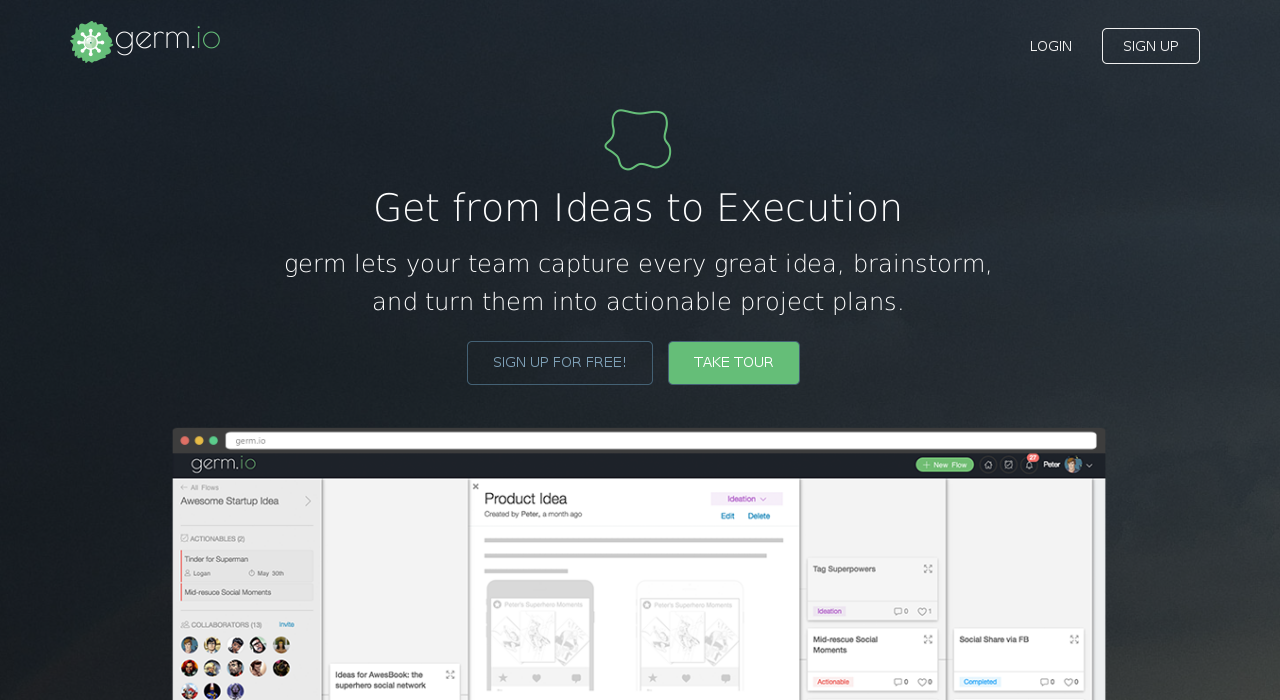 germ.io
LOGIN
SIGN UP
Get from Ideas to Execution
germ lets your team capture every great idea, brainstorm,
and turn them into actionable project plans.
SIGN UP FOR FREE!
TAKE TOUR
germ.io
germ.io
+ New Flow
27
Peter
← All Flows
Awesome Startup Idea
ACTIONABLES (2)
Tinder for Superman
Logan
May 30th
Mid-resuce Social Moments
COLLABORATORS (13)
Invite
Ideas for AwesBook: the
superhero social network
Product Idea
Ideation
Created by Peter, a month ago
Edit
Delete
Peter's Superhero Moments
Peter's Superhero Moments
Tag Superpowers
Ideation
0
1
Mid-rescue Social
Moments
Actionable
0
0
Social Share via FB
Completed
0
0